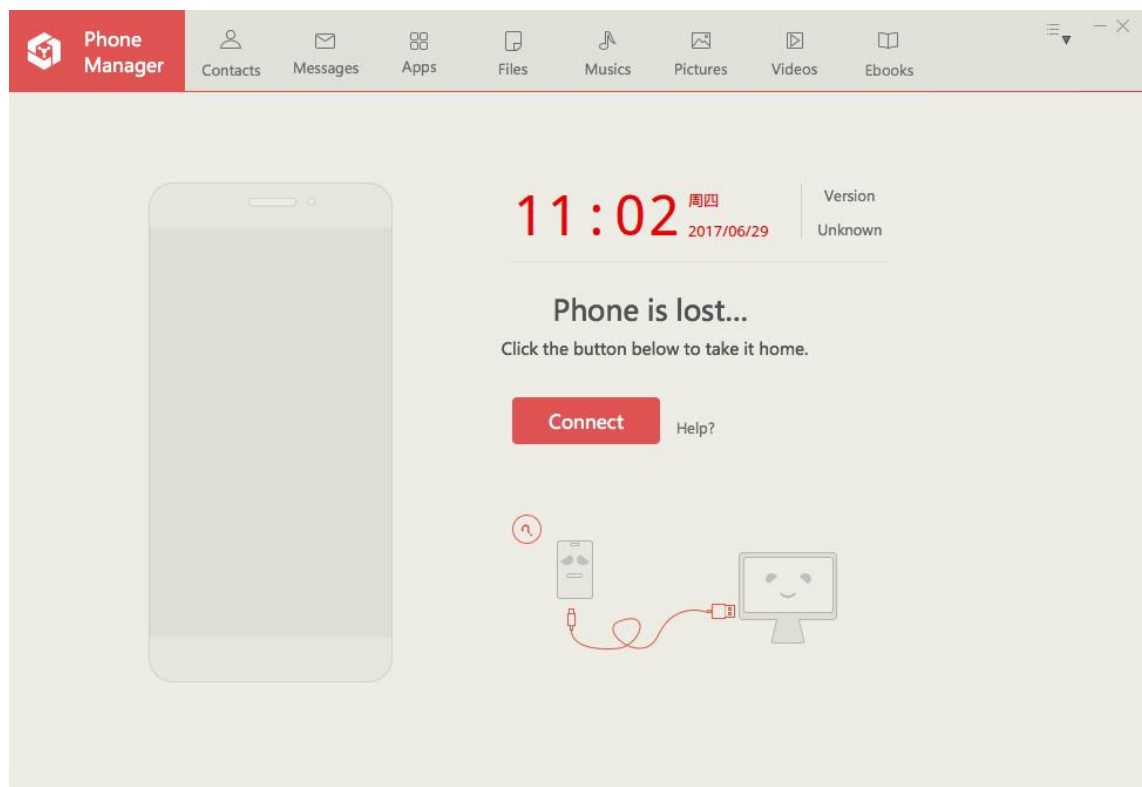 Phone
Manager
Contacts
Messages
Apps
Files
Musics
Pictures
Videos
Ebooks
11:02
周四
2017/06/29
Version
Unknown
Phone is lost...
Click the button below to take it home.
Connect
Help?